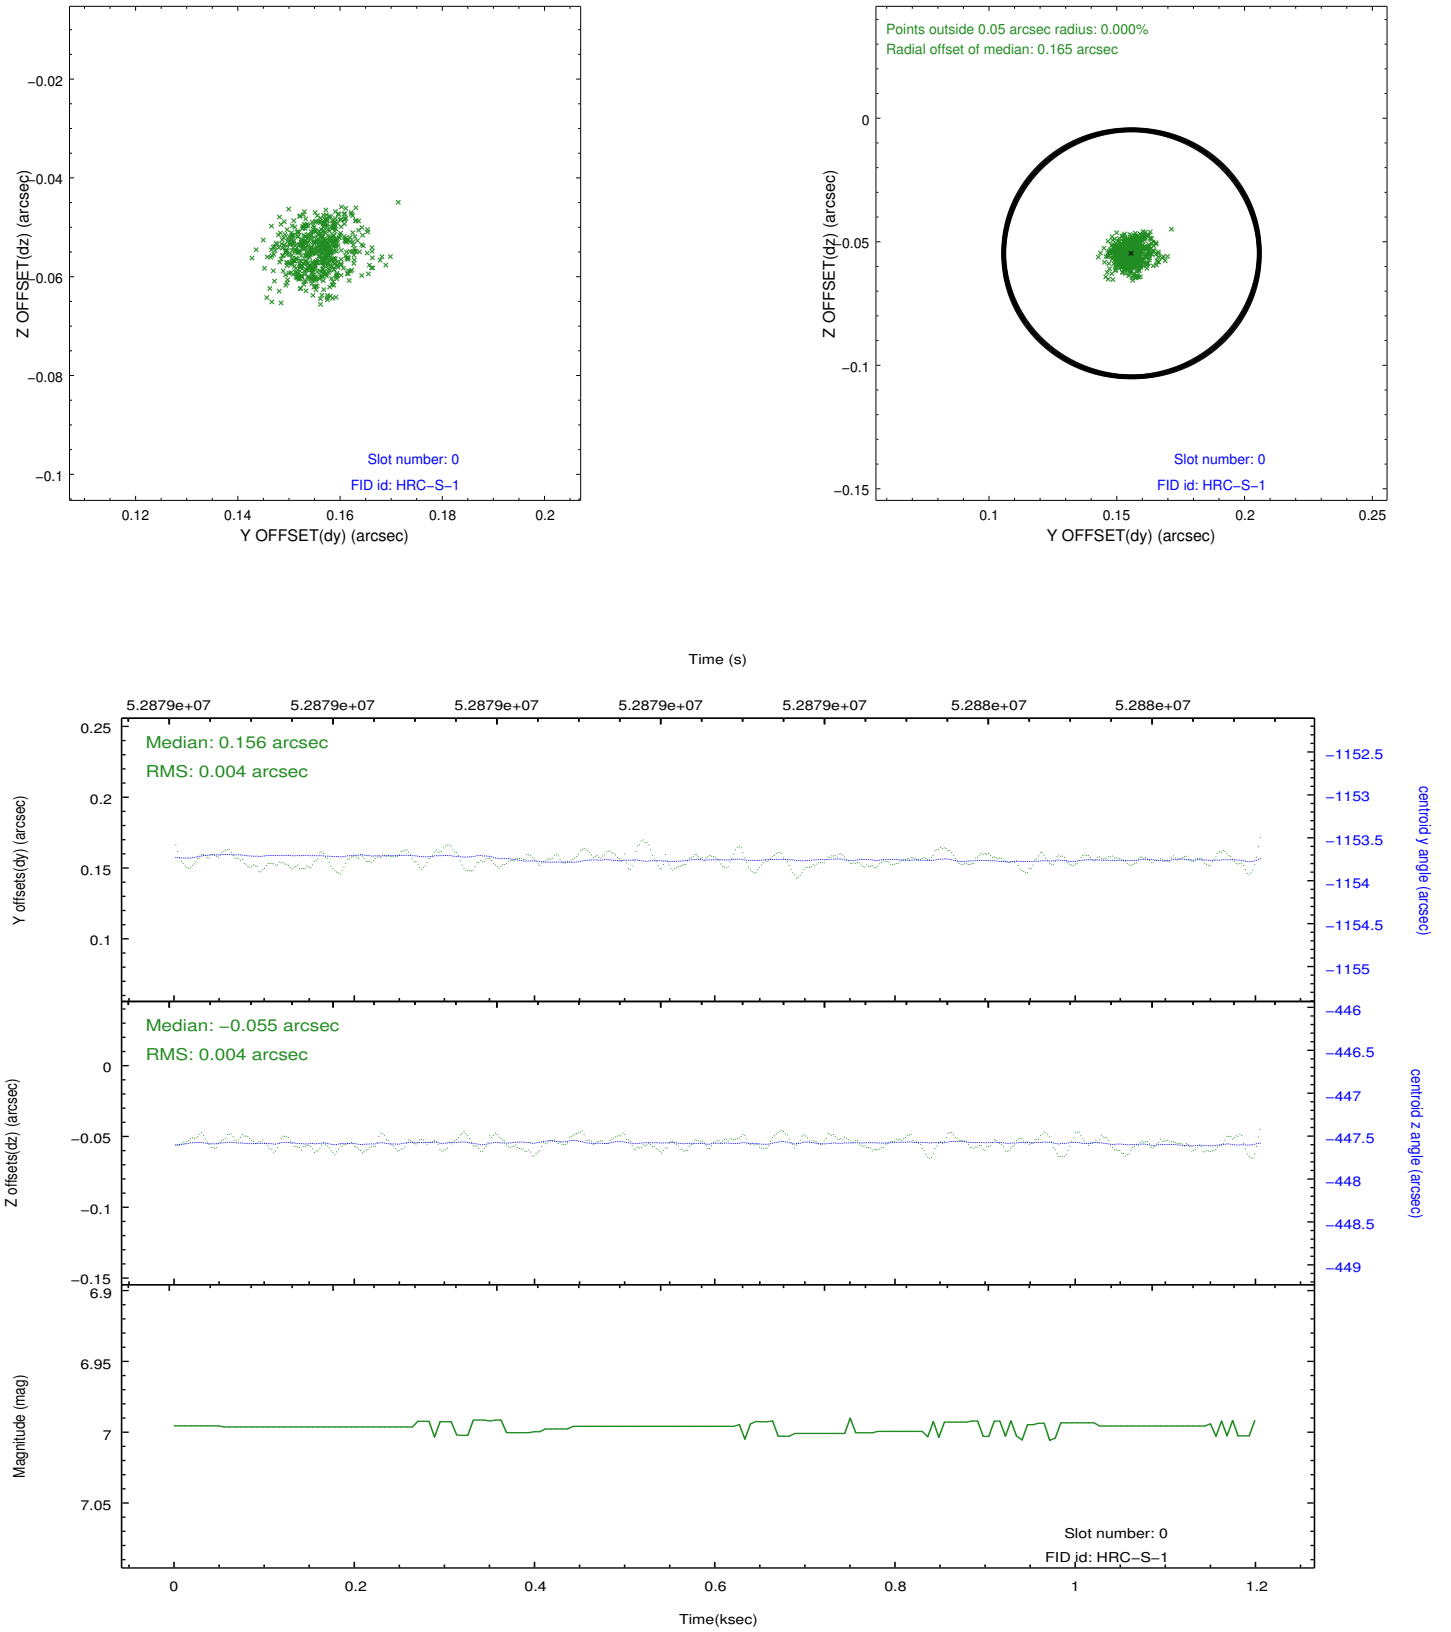 −0.02
−0.04
−0.06
−0.08
−0.1
Z OFFSET(dz) (arcsec)
Slot number: 0
FID id: HRC−S−1
0.12 0.14 0.16 0.18 0.2
Y OFFSET(dy) (arcsec)
Points outside 0.05 arcsec radius: 0.000%
Radial offset of median: 0.165 arcsec
0
−0.05
−0.1
−0.15
Z OFFSET(dz) (arcsec)
Slot number: 0
FID id: HRC−S−1
0.1 0.15 0.2 0.25
Y OFFSET(dy) (arcsec)
Time (s)
5.2879e+07 5.2879e+07 5.2879e+07 5.2879e+07 5.2879e+07 5.288e+07 5.288e+07
Median: 0.156 arcsec
RMS: 0.004 arcsec
0.25
0.2
0.15
0.1
Y offsets(dy) (arcsec)
−1152.5
−1153
−1153.5
−1154
−1154.5
−1155
centroid y angle (arcsec)
Median: −0.055 arcsec
RMS: 0.004 arcsec
0
−0.05
−0.1
−0.15
Z offsets(dz) (arcsec)
−446
−446.5
−447
−447.5
−448
−448.5
−449
centroid z angle (arcsec)
6.9
6.95
7
7.05
Magnitude (mag)
Slot number: 0
FID id: HRC−S−1
0 0.2 0.4 0.6 0.8 1 1.2
Time(ksec)